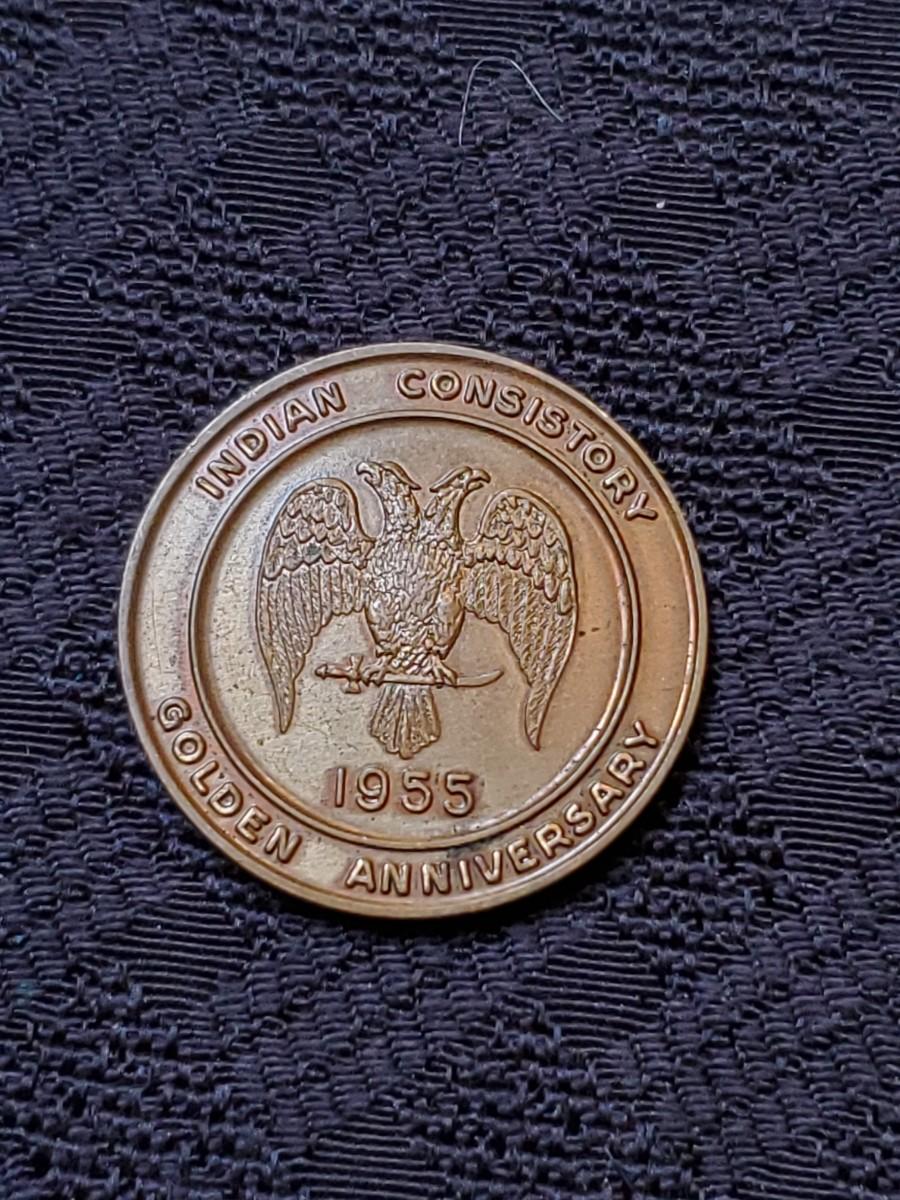 INDIAN CONSISTORY
1955
GOLDEN ANNIVERSARY